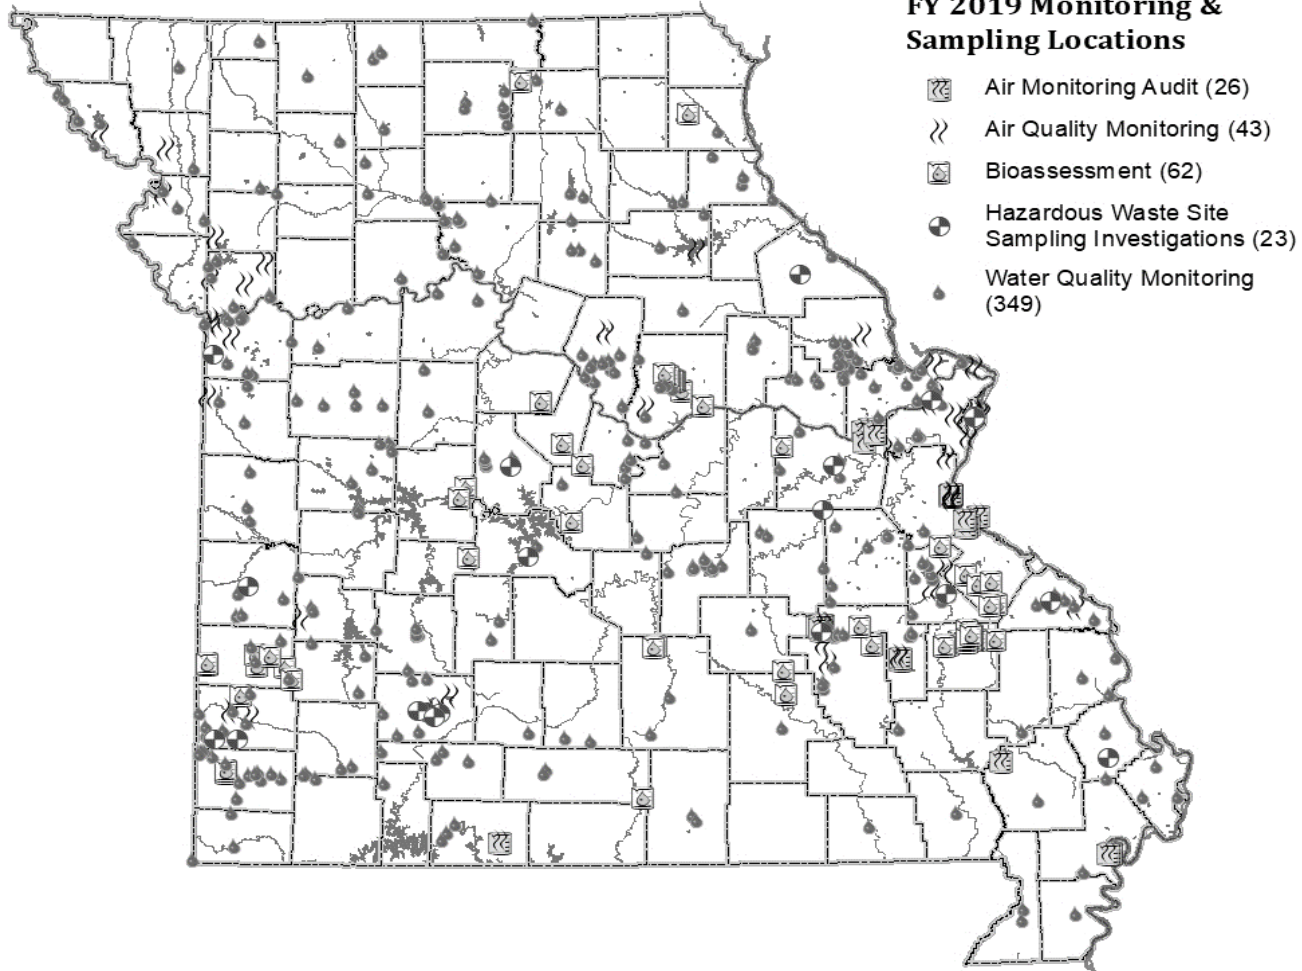 FY 2019 Monitoring &
Sampling Locations
Air Monitoring Audit (26)
Air Quality Monitoring (43)
Bioassessment (62)
Hazardous Waste Site
Sampling Investigations (23)
Water Quality Monitoring
(349)